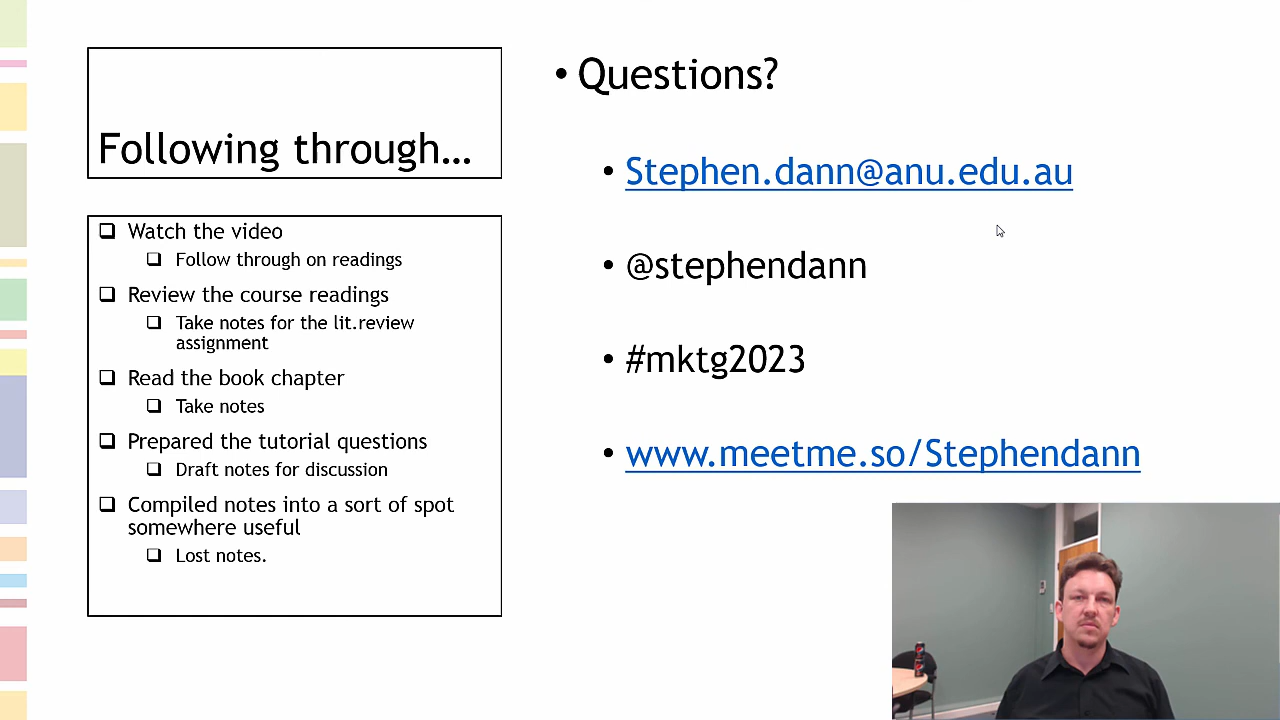 Following through...
Watch the video
Follow through on readings
Review the course readings
Take notes for the lit.review
assignment
Read the book chapter
Take notes
Prepared the tutorial questions
Draft notes for discussion
Compiled notes into a sort of spot
somewhere useful
Lost notes.
Questions?
Stephen.dann@anu.edu.au
@stephendann
#mktg2023
www.meetme.so/Stephendann